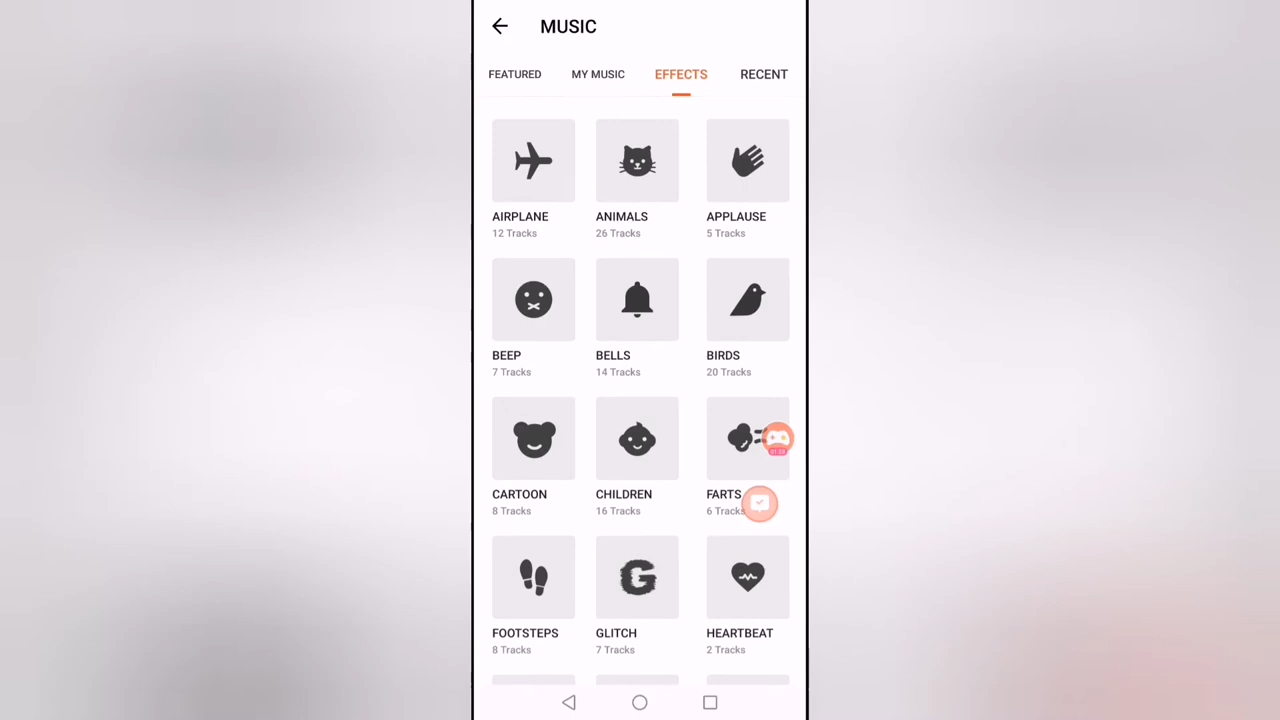 MUSIC
FEATURED MY MUSIC EFFECTS RECENT
AIRPLANE ANIMALS APPLAUSE
12 Tracks 26 Tracks 5 Tracks
BEEP BELLS BIRDS
7 Tracks 14 Tracks 20 Tracks
CARTOON CHILDREN FARTS
8 Tracks 16 Tracks 6 Tracks
G
FOOTSTEPS GLITCH HEARTBEAT
8 Tracks 7 Tracks 2 Tracks